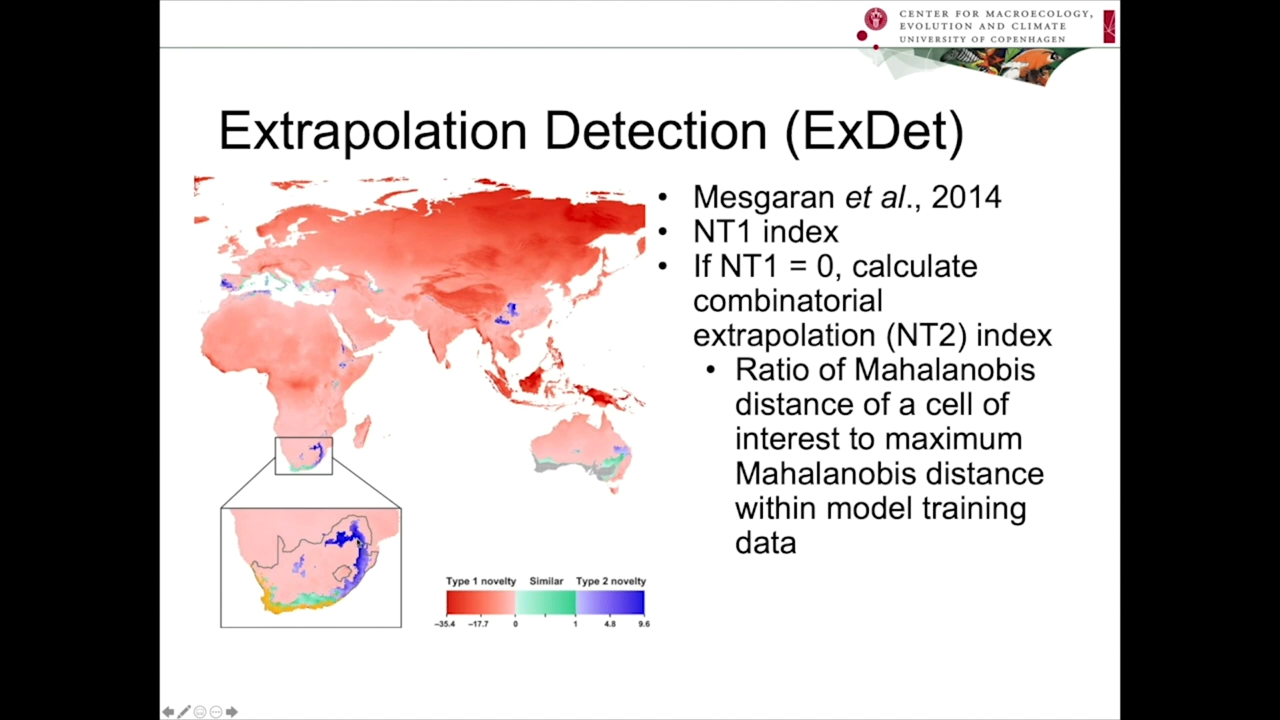 CENTER FOR MACROECOLOGY,
EVOLUTION AND CLIMATE
UNIVERSITY OF COPENHAGEN
Extrapolation Detection (ExDet)
• Mesgaran et al., 2014
• NT1 index
• If NT1 = 0, calculate
combinatorial
extrapolation (NT2) index
• Ratio of Mahalanobis
distance of a cell of
interest to maximum
Mahalanobis distance
within model training
data
Type 1 novelty Similar Type 2 novelty
–35.4 –17.7 0 1 4.8 9.6